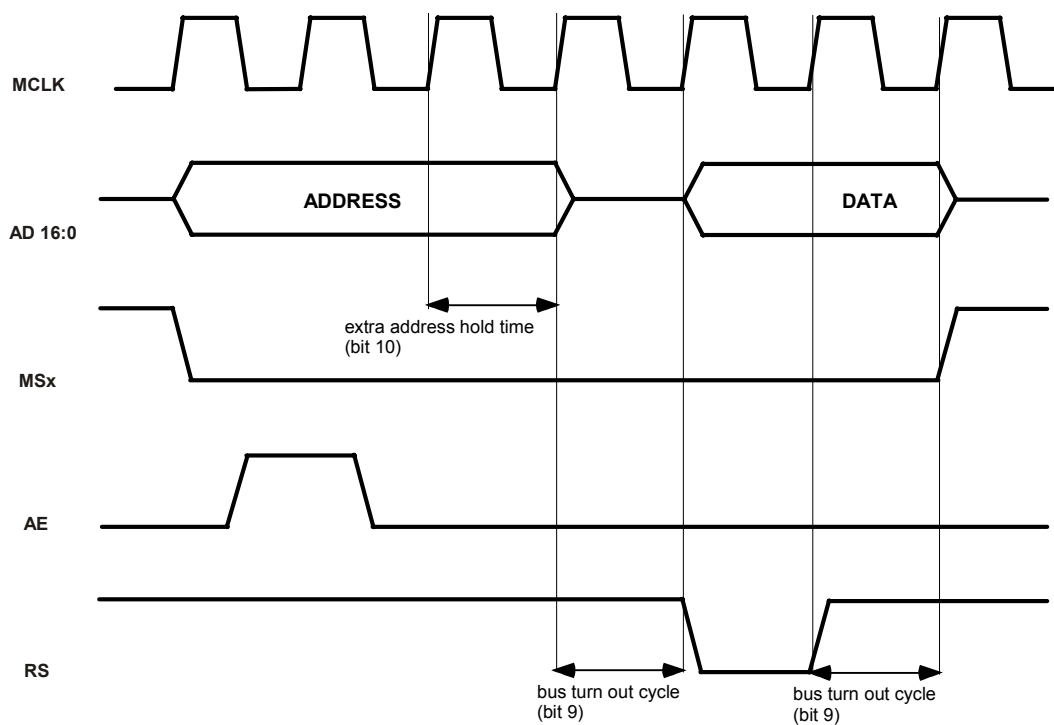 MCLK
ADDRESS
DATA
AD 16:0
extra address hold time
(bit 10)
MSx
AE
RS
bus turn out cycle
(bit 9)
bus turn out cycle
(bit 9)